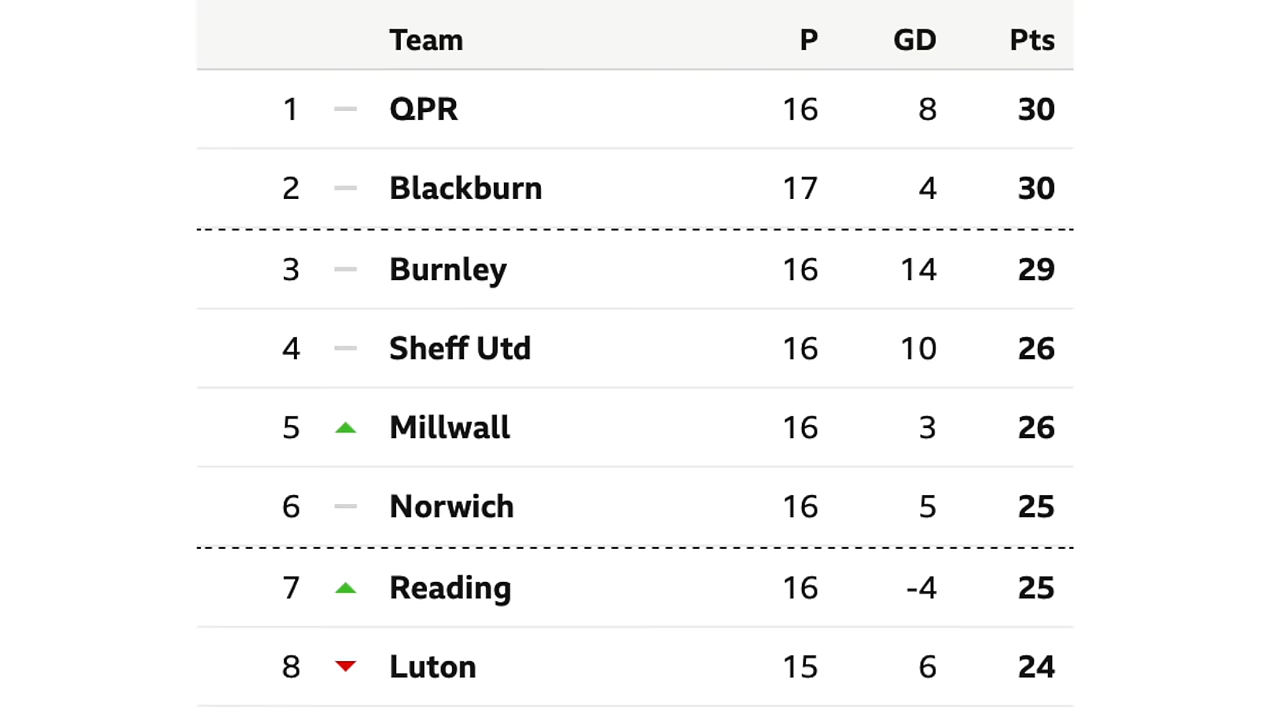 Team P GD Pts
1 QPR 16 8 30
2 Blackburn 17 4 30
3 Burnley 16 14 29
4 Sheff Utd 16 10 26
5 Millwall 16 3 26
6 Norwich 16 5 25
7 Reading 16 -4 25
8 Luton 15 6 24